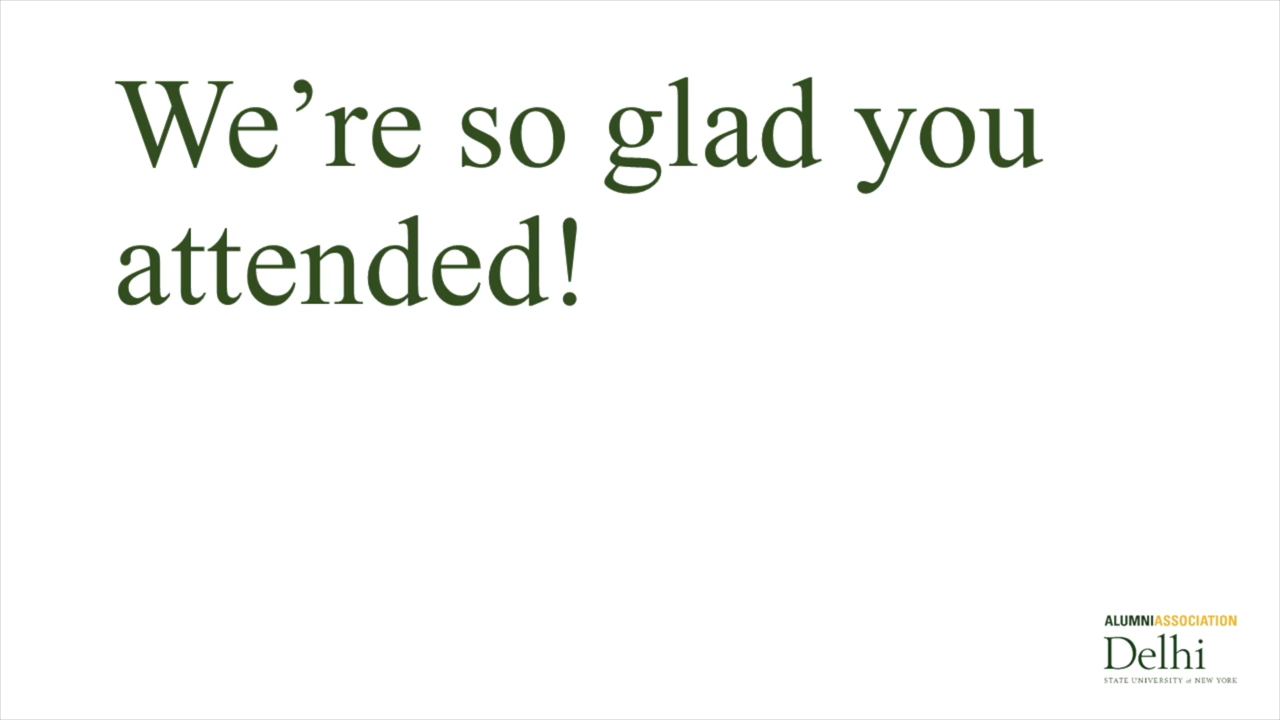 We’re so glad you
attended!
ALUMNIASSOCIATION
Delhi
STATE UNIVERSITY of NEW YORK